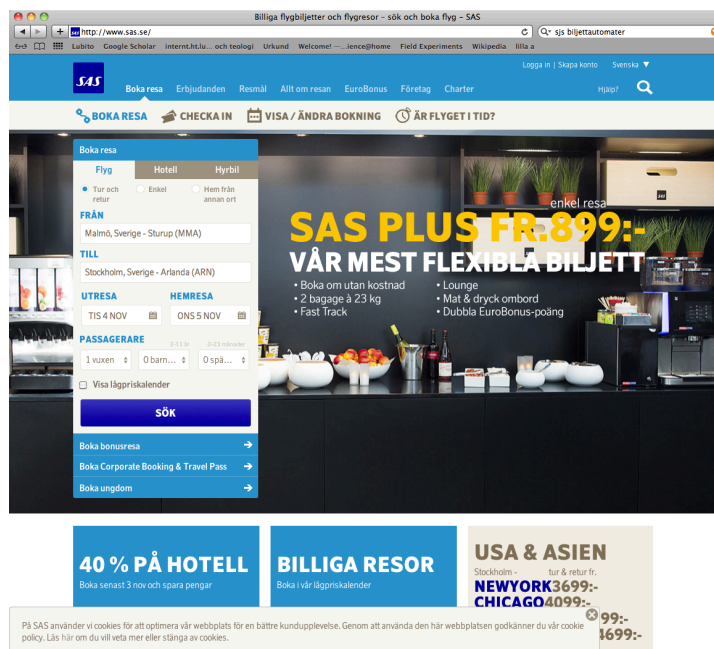 Billiga flygbiljetter och flygresor – sök och boka flyg – SAS
http://www.sas.se/
sjs biljettautomater
Lubito Google Scholar internt.ht.lu... och teologi Urkund Welcome! —...ience@home Field Experiments Wikipedia lilla a
Logga in | Skapa konto Svenska ▼
SAS
Boka resa Erbjudanden Resmål Allt om resan EuroBonus Företag Charter Hjälp?
BOKA RESA CHECKA IN VISA / ÄNDRA BOKNING ÄR FLYGET I TID?
Boka resa
Flyg Hotell Hyrbil
Tur och retur
Enkel
Hem från annan ort
FRÅN
Malmö, Sverige - Sturup (MMA)
TILL
Stockholm, Sverige - Arlanda (ARN)
UTRESA HEMRESA
TIS 4 NOV ONS 5 NOV
PASSAGERARE 2-11 år 0-23 månader
1 vuxen 0 barn... 0 spä...
Visa lågpriskalender
SÖK
Boka bonusresa
Boka Corporate Booking & Travel Pass
Boka ungdom
enkel resa
SAS PLUS FR.899:-
VÅR MEST FLEXIBLA BILJETT
• Boka om utan kostnad
• 2 bagage à 23 kg
• Fast Track
• Lounge
• Mat & dryck ombord
• Dubbla EuroBonus-poäng
SAS
40 % PÅ HOTELL
Boka senast 3 nov och spara pengar
BILLIGA RESOR
Boka i vår lågpriskalender
USA & ASIEN
Stockholm - tur & retur fr.
NEWYORK3699:-
CHICAGO4099:-
99:-
4699:-
På SAS använder vi cookies för att optimera vår webbplats för en bättre kundupplevelse. Genom att använda den här webbplatsen godkänner du vår cookie
policy. Läs här om du vill veta mer eller stänga av cookies.